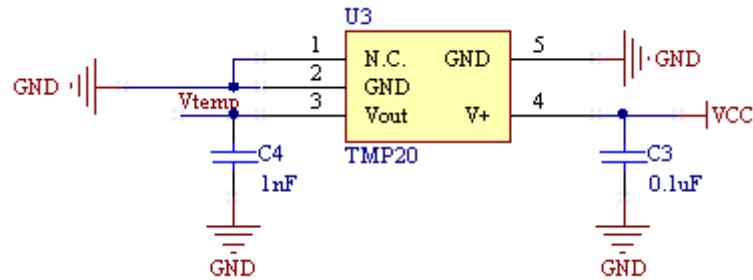 U3
1 N.C. GND 5 GND
GND 2 GND
Vtemp 3 Vout V+ 4 VCC
TMP20
C4 C3
1nF 0.1uF
GND GND